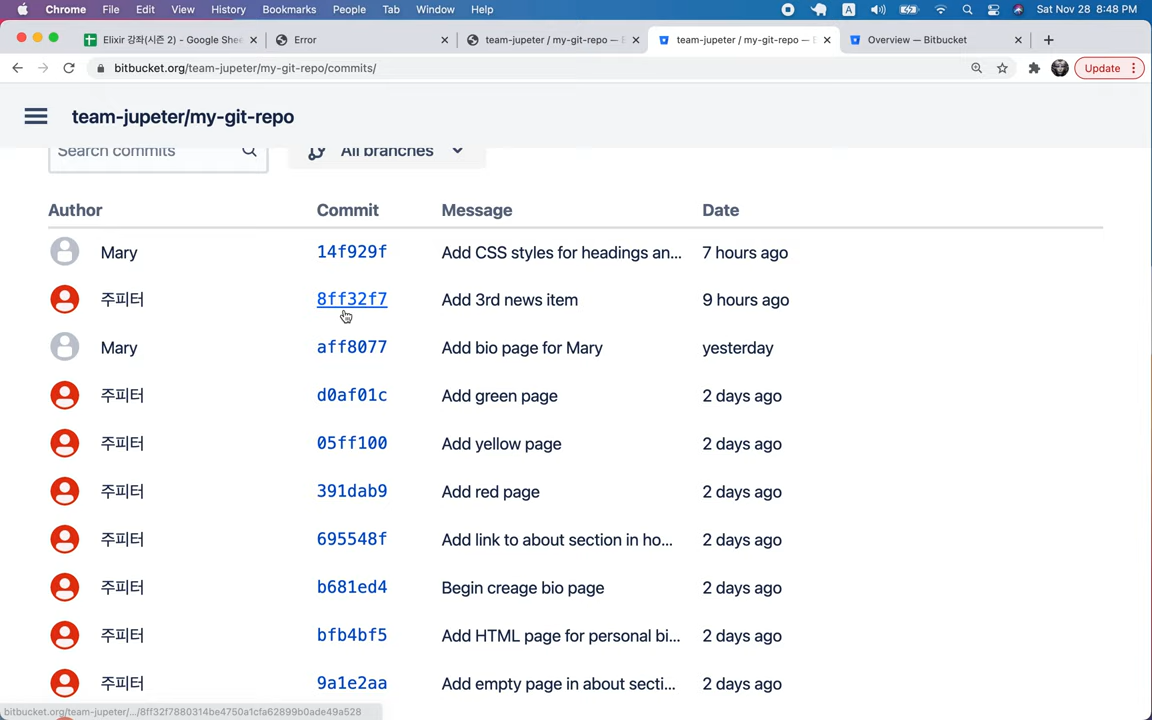 Chrome File Edit View History Bookmarks People Tab Window Help A Sat Nov 28 8:48 PM
Elixir 강좌(시즌 2) - Google Shee Error team-jupeter / my-git-repo — team-jupeter / my-git-repo — Overview — Bitbucket
bitbucket.org/team-jupeter/my-git-repo/commits/ Update
team-jupeter/my-git-repo
Search commits All branches
Author Commit Message Date
Mary 14f929f Add CSS styles for headings an... 7 hours ago
주피터 8ff32f7 Add 3rd news item 9 hours ago
Mary aff8077 Add bio page for Mary yesterday
주피터 d0af01c Add green page 2 days ago
주피터 05ff100 Add yellow page 2 days ago
주피터 391dab9 Add red page 2 days ago
주피터 695548f Add link to about section in ho... 2 days ago
주피터 b681ed4 Begin creage bio page 2 days ago
주피터 bfb4bf5 Add HTML page for personal bi... 2 days ago
주피터 9a1e2aa Add empty page in about secti... 2 days ago
bitbucket.org/team-jupeter/.../8ff32f7880314be4750a1cfa62899b0ade49a528